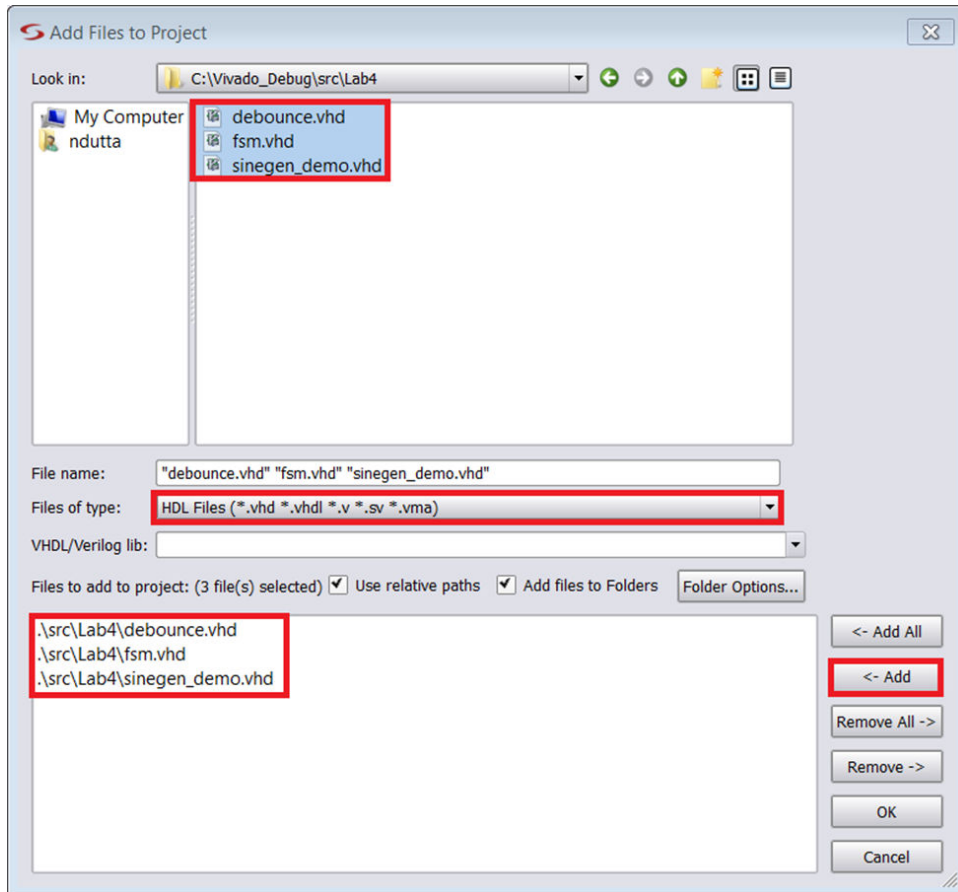 Add Files to Project
Look in: C:\Vivado_Debug\src\Lab4
My Computer
ndutta
debounce.vhd
fsm.vhd
sinegen_demo.vhd
File name: "debounce.vhd" "fsm.vhd" "sinegen_demo.vhd"
Files of type: HDL Files (*.vhd *.vhdl *.v *.sv *.vma)
VHDL/Verilog lib:
Files to add to project: (3 file(s) selected) Use relative paths Add files to Folders Folder Options...
.\src\Lab4\debounce.vhd
.\src\Lab4\fsm.vhd
.\src\Lab4\sinegen_demo.vhd
<- Add All
<- Add
Remove All ->
Remove ->
OK
Cancel